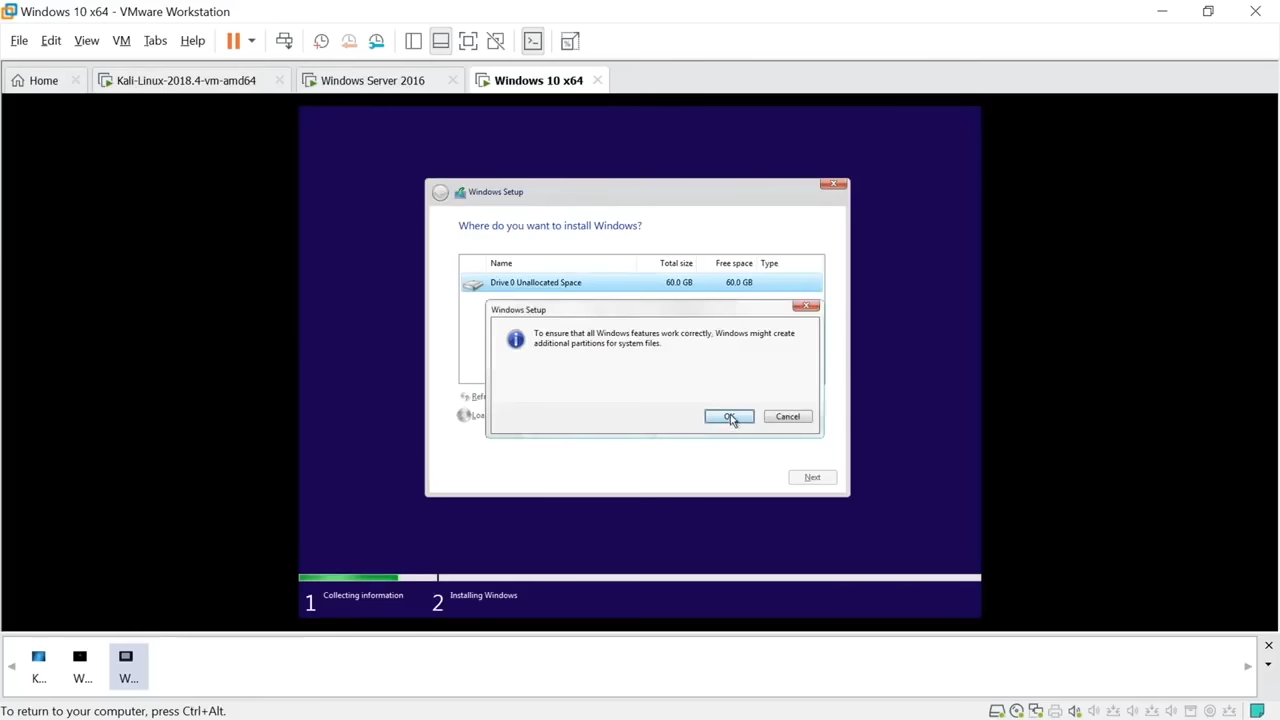 Windows 10 x64 - VMware Workstation
File Edit View VM Tabs Help
Home Kali-Linux-2018.4-vm-amd64 Windows Server 2016 Windows 10 x64
Windows Setup
Where do you want to install Windows?
Name Total size Free space Type
Drive 0 Unallocated Space 60.0 GB 60.0 GB
Windows Setup
To ensure that all Windows features work correctly, Windows might create
additional partitions for system files.
Refr
Loa
OK Cancel
Next
1 Collecting information 2 Installing Windows
K... W... W...
To return to your computer, press Ctrl+Alt.